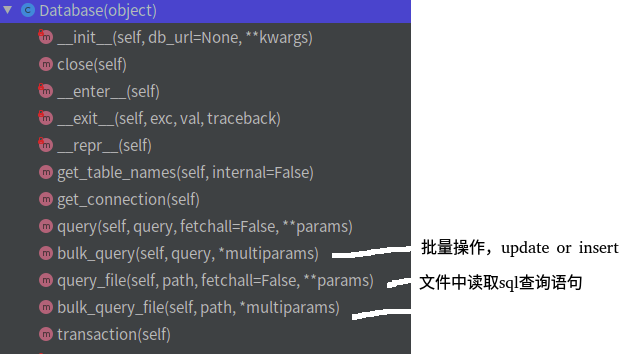 Database(object)
__init__(self, db_url=None, **kwargs)
close(self)
__enter__(self)
__exit__(self, exc, val, traceback)
__repr__(self)
get_table_names(self, internal=False)
get_connection(self)
query(self, query, fetchall=False, **params)
bulk_query(self, query, *multiparams) 批量操作，update or insert
query_file(self, path, fetchall=False, **params) 文件中读取sql查询语句
bulk_query_file(self, path, *multiparams)
transaction(self)